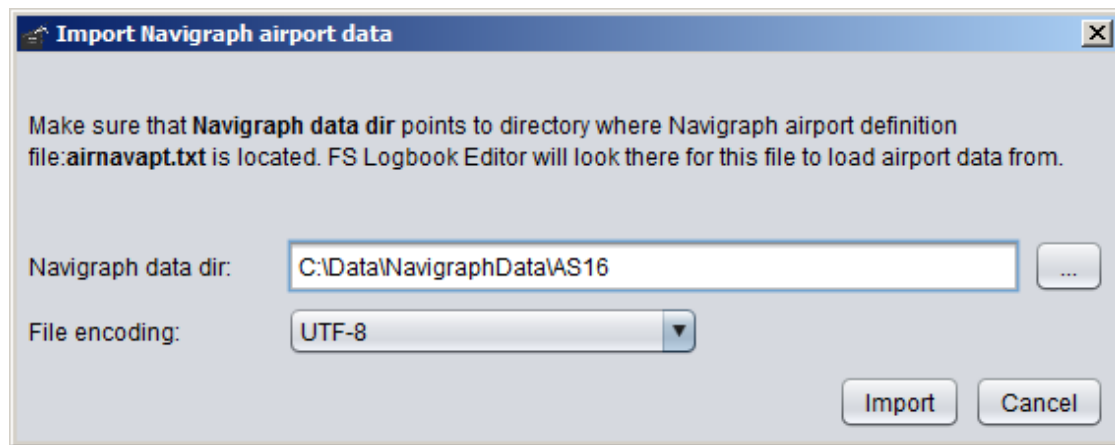 Import Navigraph airport data
Make sure that Navigraph data dir points to directory where Navigraph airport definition
file:airnavapt.txt is located. FS Logbook Editor will look there for this file to load airport data from.
Navigraph data dir: C:\Data\NavigraphData\AS16 ...
File encoding: UTF-8
Import Cancel